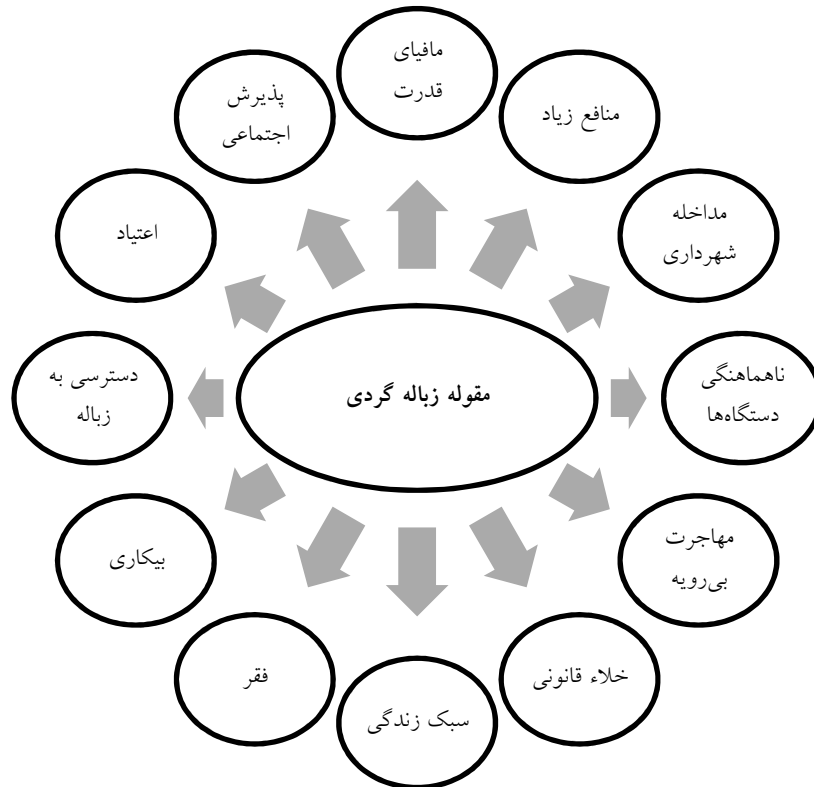 مافیای
قدرت
منافع زیاد
مداخله
شهرداری
ناهماهنگی
دستگاه‌ها
مهاجرت
بی‌رویه
خلاء قانونی
سبک زندگی
فقر
بیکاری
دسترسی به
زباله
اعتیاد
پذیرش
اجتماعی
مقوله زباله گردی